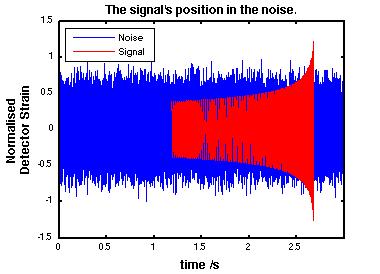 The signal's position in the noise.
Noise
Signal
Normalised
Detector Strain
1.5
1
0.5
0
-0.5
-1
-1.5
0 0.5 1 1.5 2 2.5
time /s